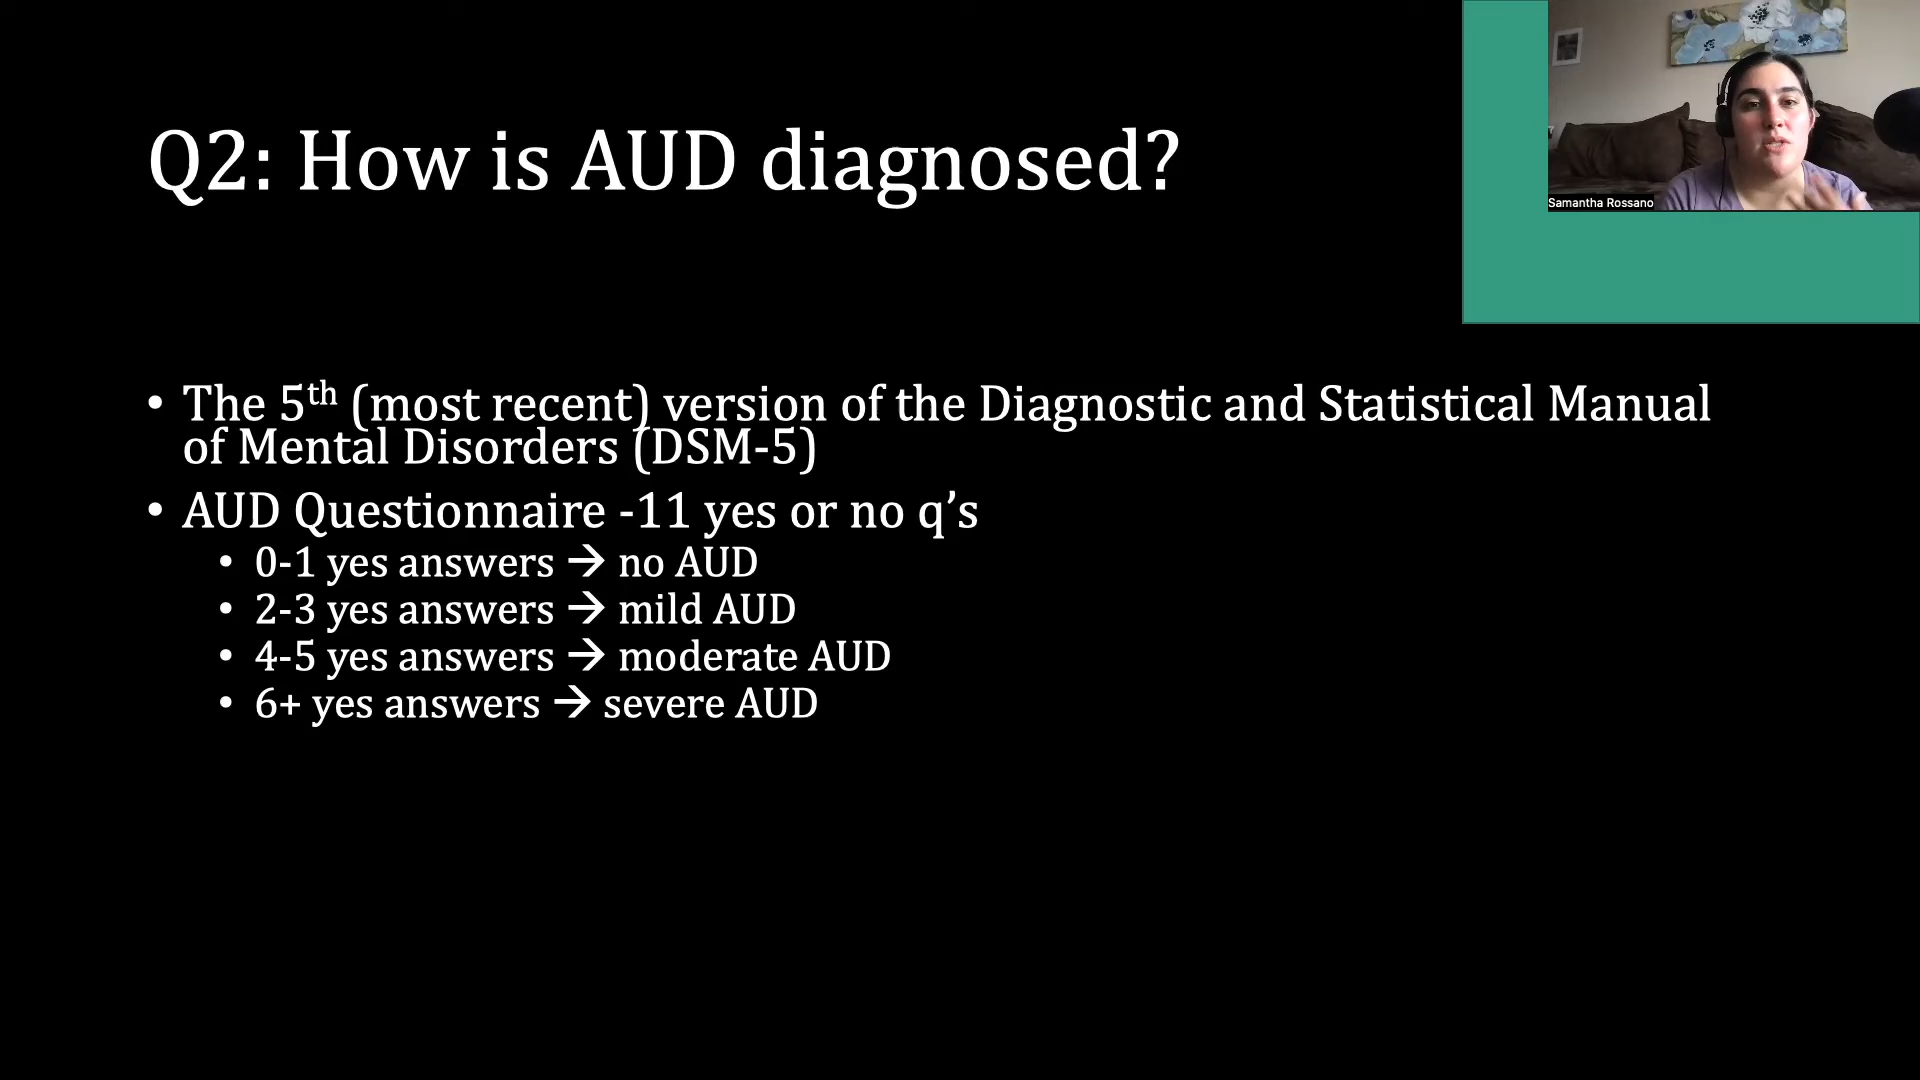 Q2: How is AUD diagnosed?
Samantha Rossano
• The 5th (most recent) version of the Diagnostic and Statistical Manual
of Mental Disorders (DSM-5)
• AUD Questionnaire -11 yes or no q’s
• 0-1 yes answers → no AUD
• 2-3 yes answers → mild AUD
• 4-5 yes answers → moderate AUD
• 6+ yes answers → severe AUD